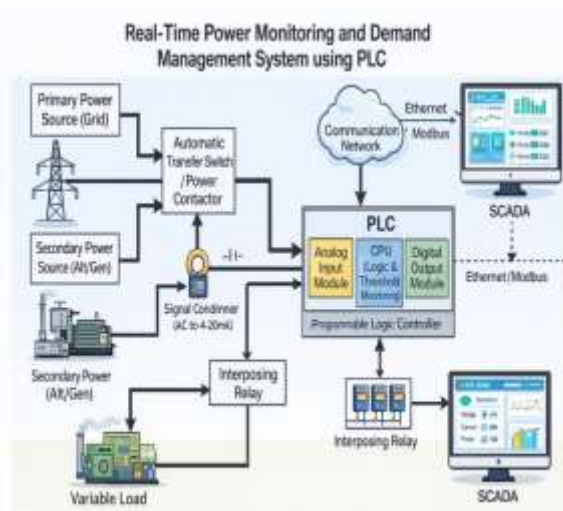 Real-Time Power Monitoring and Demand
Management System using PLC
Primary Power
Source (Grid)
Automatic
Transfer Switch
/Power
Contactor
Secondary Power
Source (Alt/Gen)
Signal Condinner
(AC to 4-20mA)
Secondary Power
(Alt/Gen)
Interposing
Relay
Variable Load
Communication
Network
Ethernet
Modbus
SCADA
PLC
Analog
Input
Module
CPU
(Logic &
Threshold
Digital
Output
Module
Programmable Logic Controller
Ethernet/Modbus
Interposing Relay
SCADA